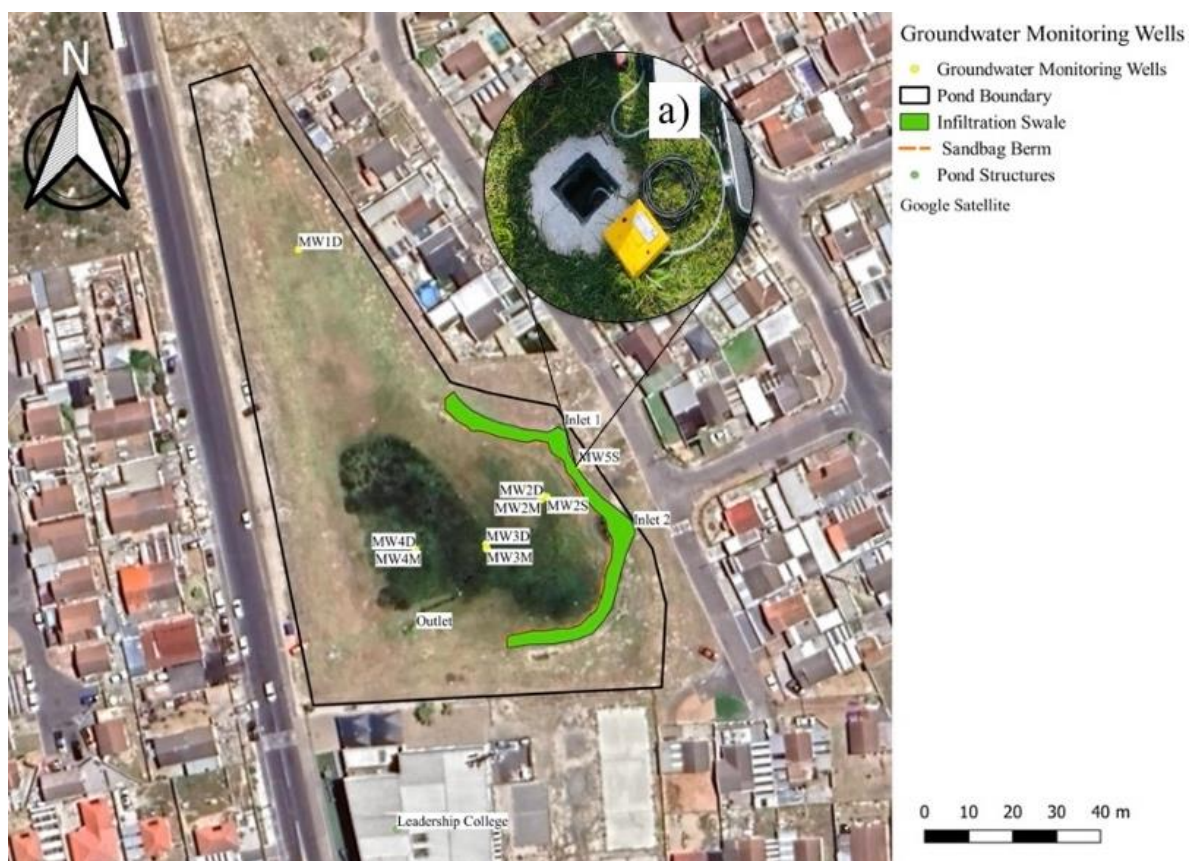 N
a)
MW1D
Inlet 1
MW5S
MW2D
MW2M
MW2S
Inlet 2
MW3D
MW3M
MW4D
MW4M
Outlet
Leadership College
Groundwater Monitoring Wells
Groundwater Monitoring Wells
Pond Boundary
Infiltration Swale
Sandbag Berm
Pond Structures
Google Satellite
0 10 20 30 40 m